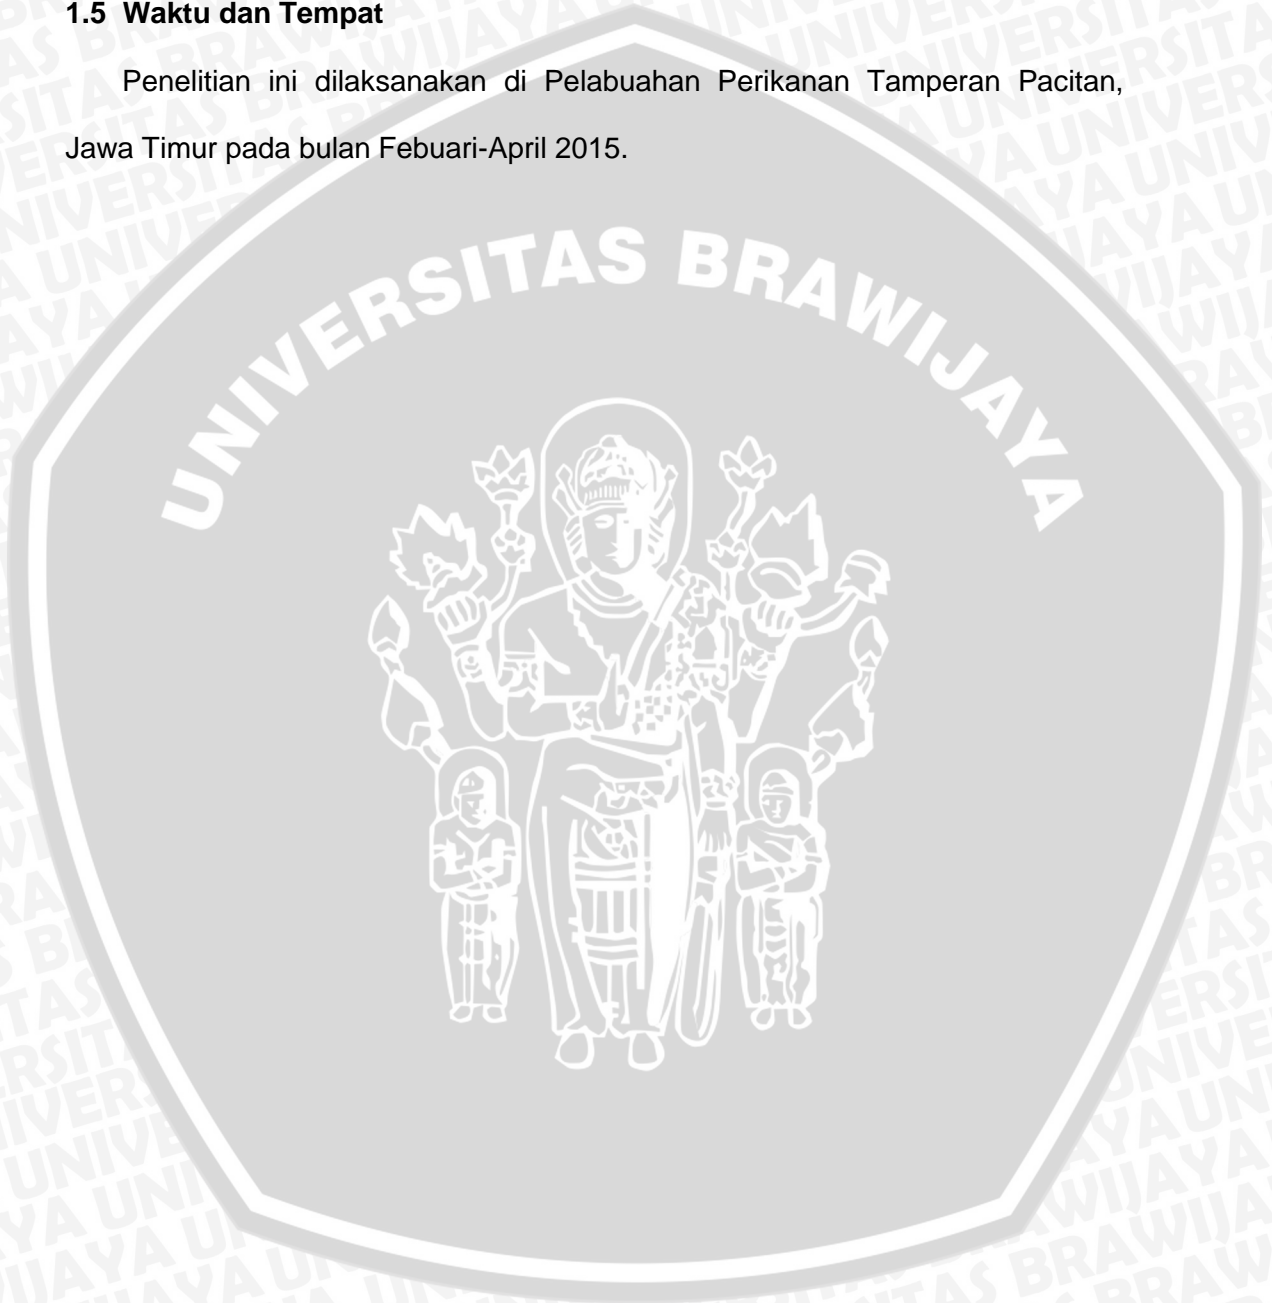 1.5 Waktu dan Tempat
Penelitian ini dilaksanakan di Pelabuahan Perikanan Tamperan Pacitan,
Jawa Timur pada bulan Febuari-April 2015.
UNIVERSITAS BRAWIJAYA